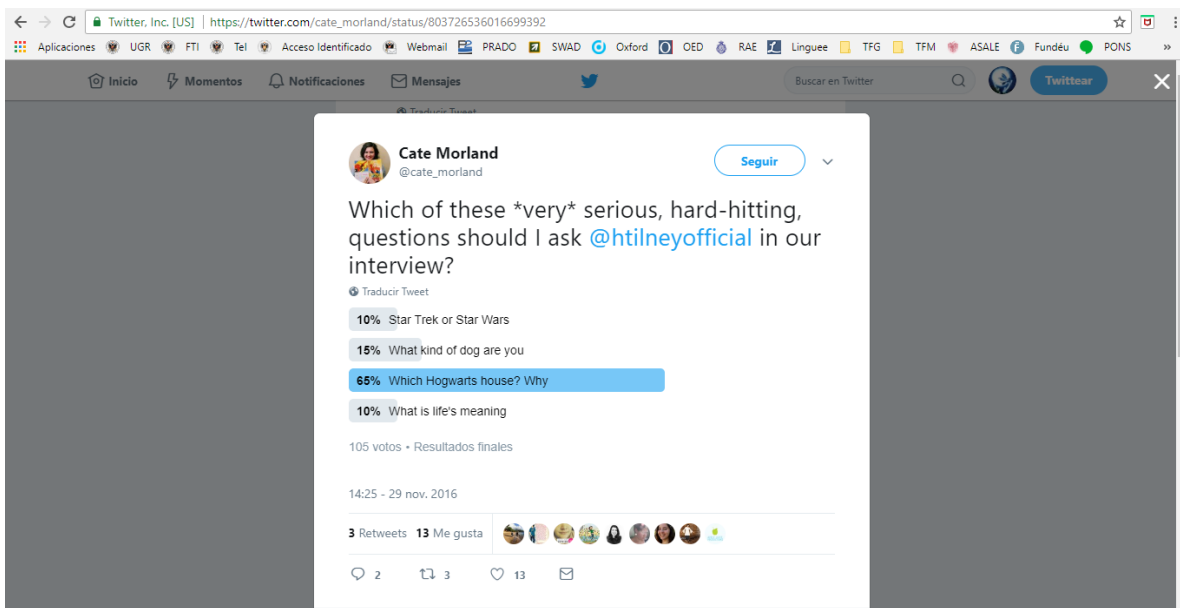 Twitter, Inc. [US] | https://twitter.com/cate_morland/status/803726536016699392
Aplicaciones UGR FTI Tel Acceso Identificado Webmail PRADO SWAD Oxford OED RAE Linguee TFG TFM ASALE Fundéu PONS »
Inicio Momentos Notificaciones Mensajes Buscar en Twitter Twittear
Traducir Tweet
Cate Morland
@cate_morland
Seguir
Which of these *very* serious, hard-hitting,
questions should I ask @htilneyofficial in our
interview?
Traducir Tweet
10% Star Trek or Star Wars
15% What kind of dog are you
65% Which Hogwarts house? Why
10% What is life's meaning
105 votos • Resultados finales
14:25 - 29 nov. 2016
3 Retweets 13 Me gusta
2 3 13